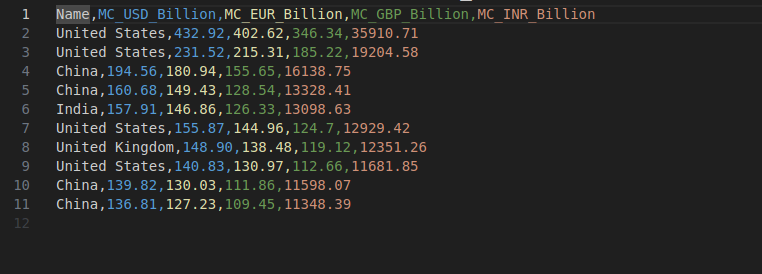 1 Name,MC_USD_Billion,MC_EUR_Billion,MC_GBP_Billion,MC_INR_Billion
2 United States,432.92,402.62,346.34,35910.71
3 United States,231.52,215.31,185.22,19204.58
4 China,194.56,180.94,155.65,16138.75
5 China,160.68,149.43,128.54,13328.41
6 India,157.91,146.86,126.33,13098.63
7 United States,155.87,144.96,124.7,12929.42
8 United Kingdom,148.90,138.48,119.12,12351.26
9 United States,140.83,130.97,112.66,11681.85
10 China,139.82,130.03,111.86,11598.07
11 China,136.81,127.23,109.45,11348.39
12